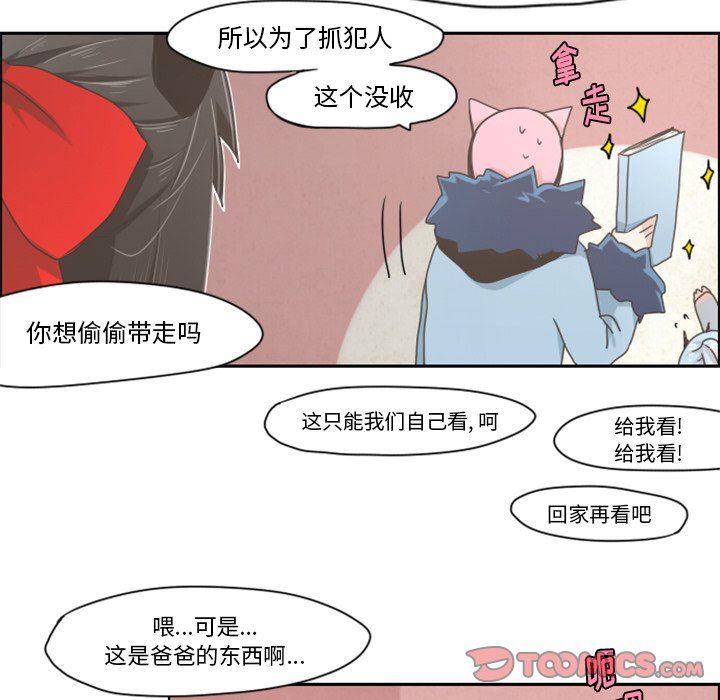 所以为了抓犯人
这个没收
拿走
你想偷偷带走吗
这只能我们自己看, 呵
给我看!
给我看!
回家再看吧
喂...可是...
这是爸爸的东西啊...
呃
TOOMICS.COM